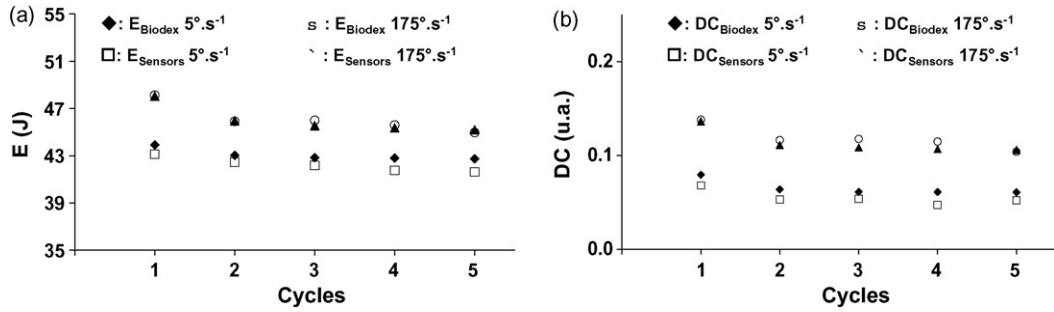 (a)
55
51
47
43
39
35
E (J)
◆: E_Biodex 5°.s⁻¹
s: E_Biodex 175°.s⁻¹
□: E_Sensors 5°.s⁻¹
`: E_Sensors 175°.s⁻¹
1 2 3 4 5
Cycles
(b)
0.2
0.1
0.0
DC (u.a.)
◆: DC_Biodex 5°.s⁻¹
s: DC_Biodex 175°.s⁻¹
□: DC_Sensors 5°.s⁻¹
`: DC_Sensors 175°.s⁻¹
1 2 3 4 5
Cycles